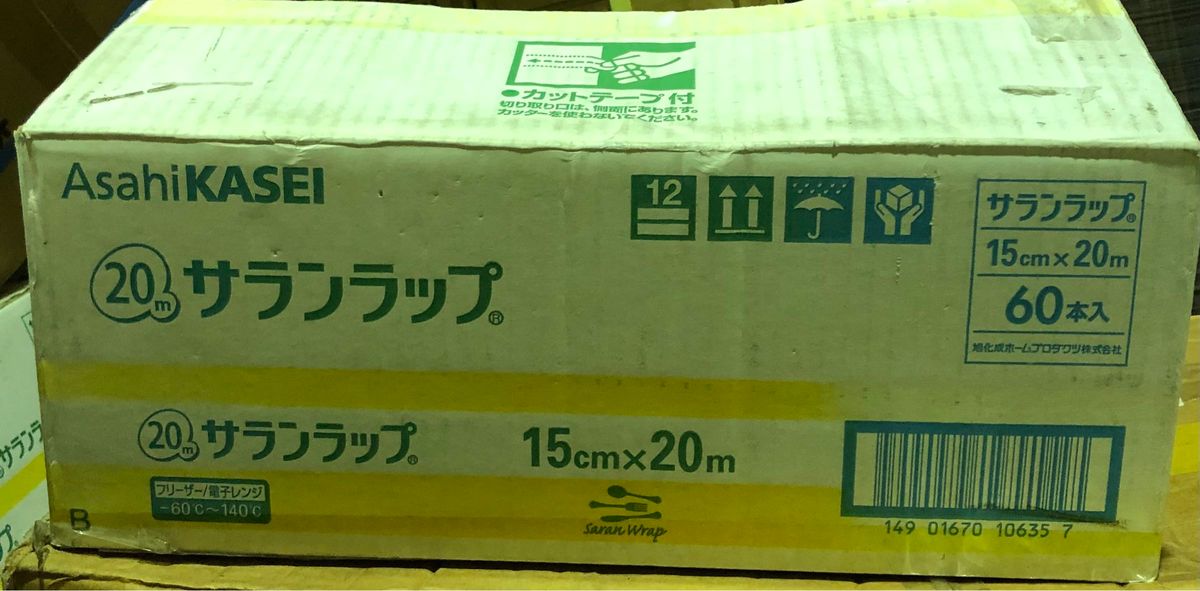 ●カットテープ付
切り取り口は、側面にあります。
カッターを使わないでください。
AsahiKASEI
12
サランラップ®
15cm×20m
60本入
旭化成ホームプロダクツ株式会社
20m サランラップ®
20m サランラップ®
15cm×20m
フリーザー/電子レンジ
-60℃~140℃
B
Saran Wrap
149 01670 10635 7
サランラ
プ®